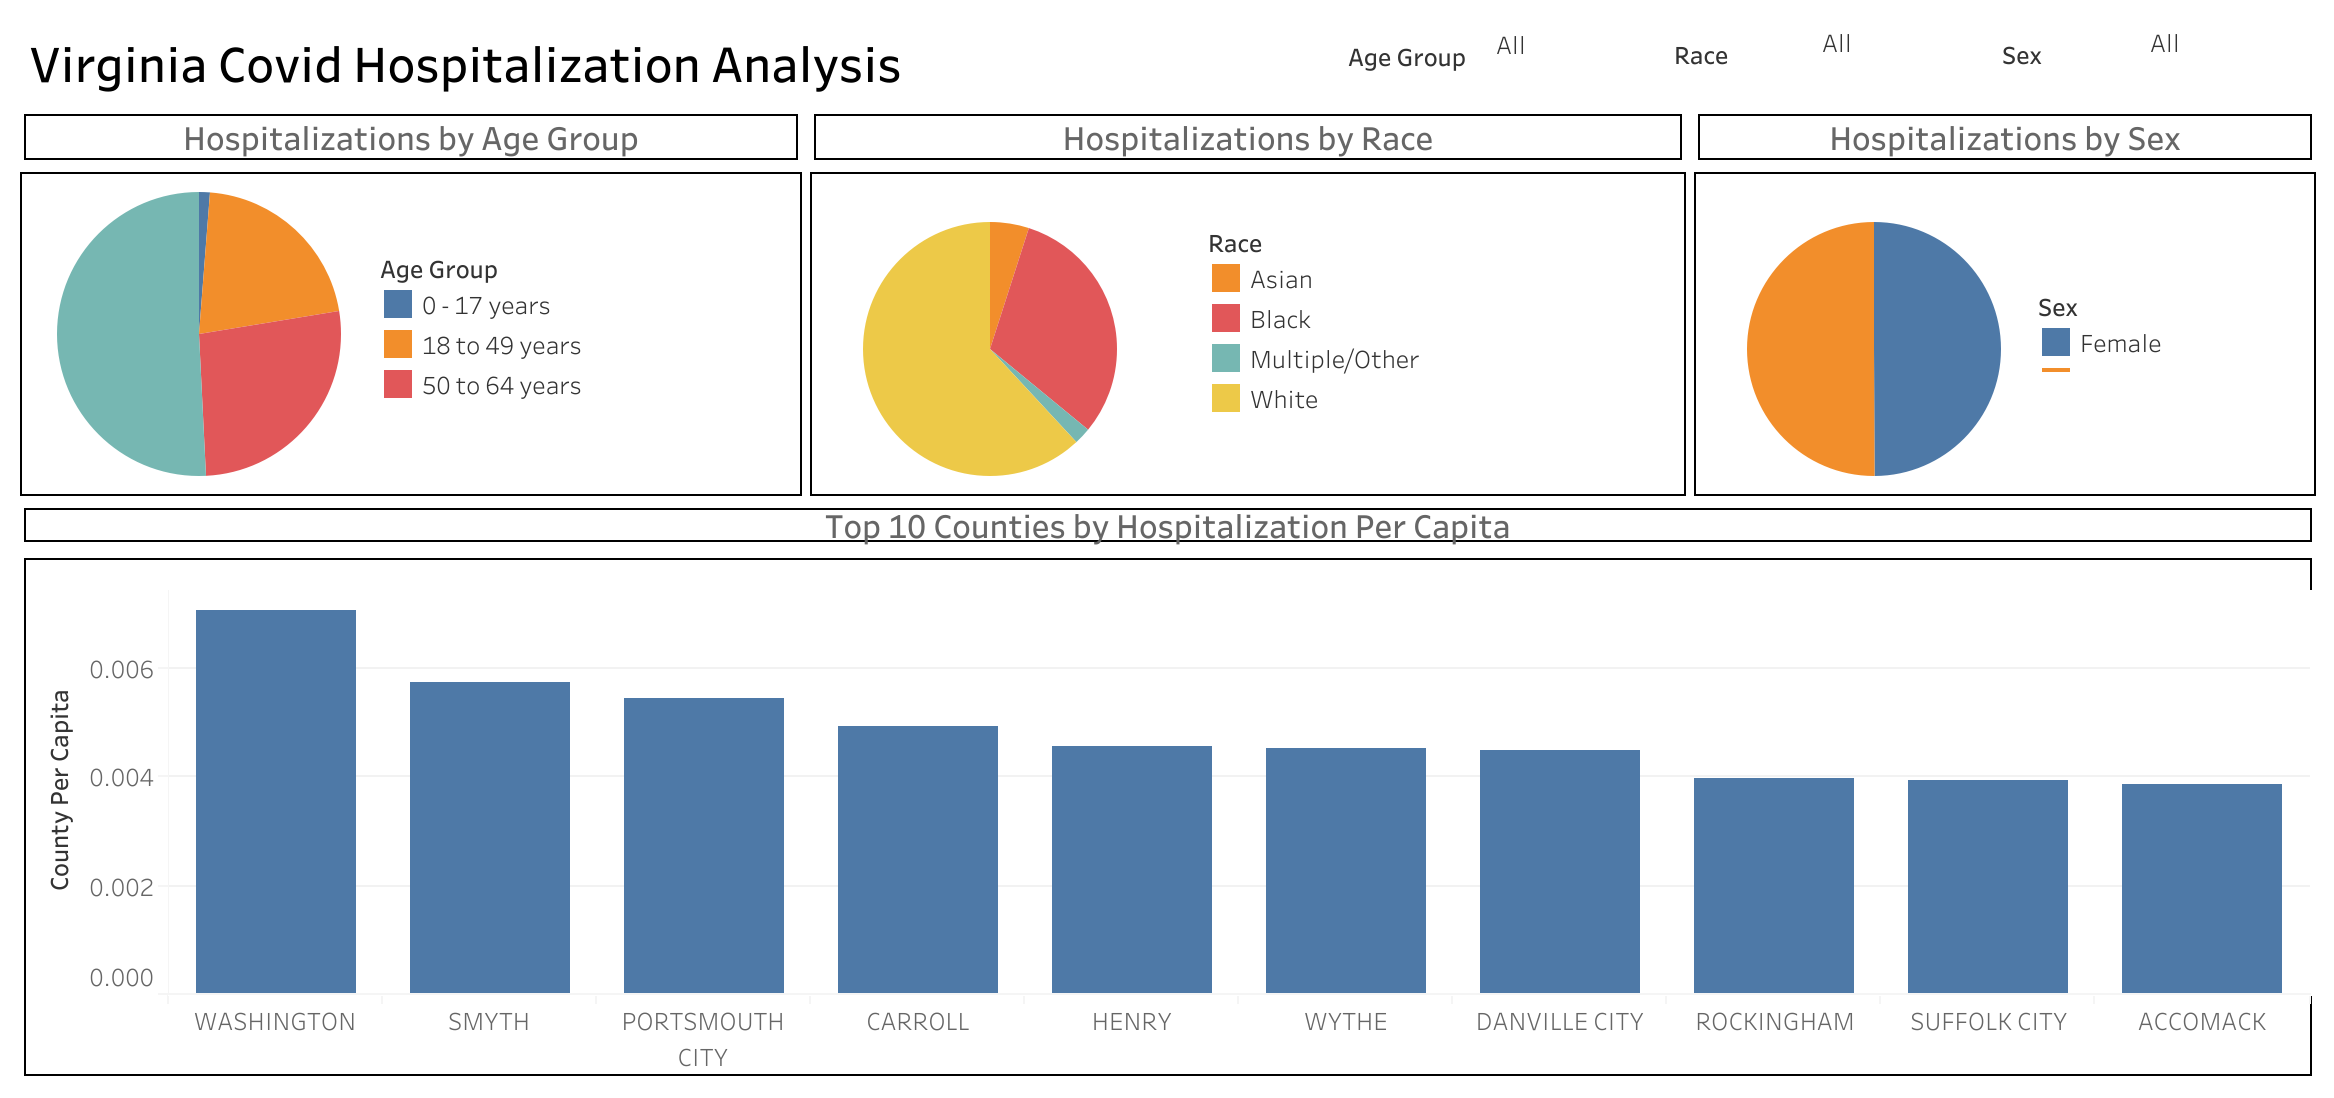 Virginia Covid Hospitalization Analysis
Age Group All Race All Sex All
Hospitalizations by Age Group
Hospitalizations by Race
Hospitalizations by Sex
Age Group
0 - 17 years
18 to 49 years
50 to 64 years
Race
Asian
Black
Multiple/Other
White
Sex
Female
Top 10 Counties by Hospitalization Per Capita
County Per Capita
0.006
0.004
0.002
0.000
WASHINGTON
SMYTH
PORTSMOUTH
CITY
CARROLL
HENRY
WYTHE
DANVILLE CITY
ROCKINGHAM
SUFFOLK CITY
ACCOMACK